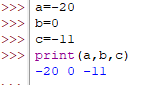 >>> a=-20
>>> b=0
>>> c=-11
>>> print(a,b,c)
-20 0 -11